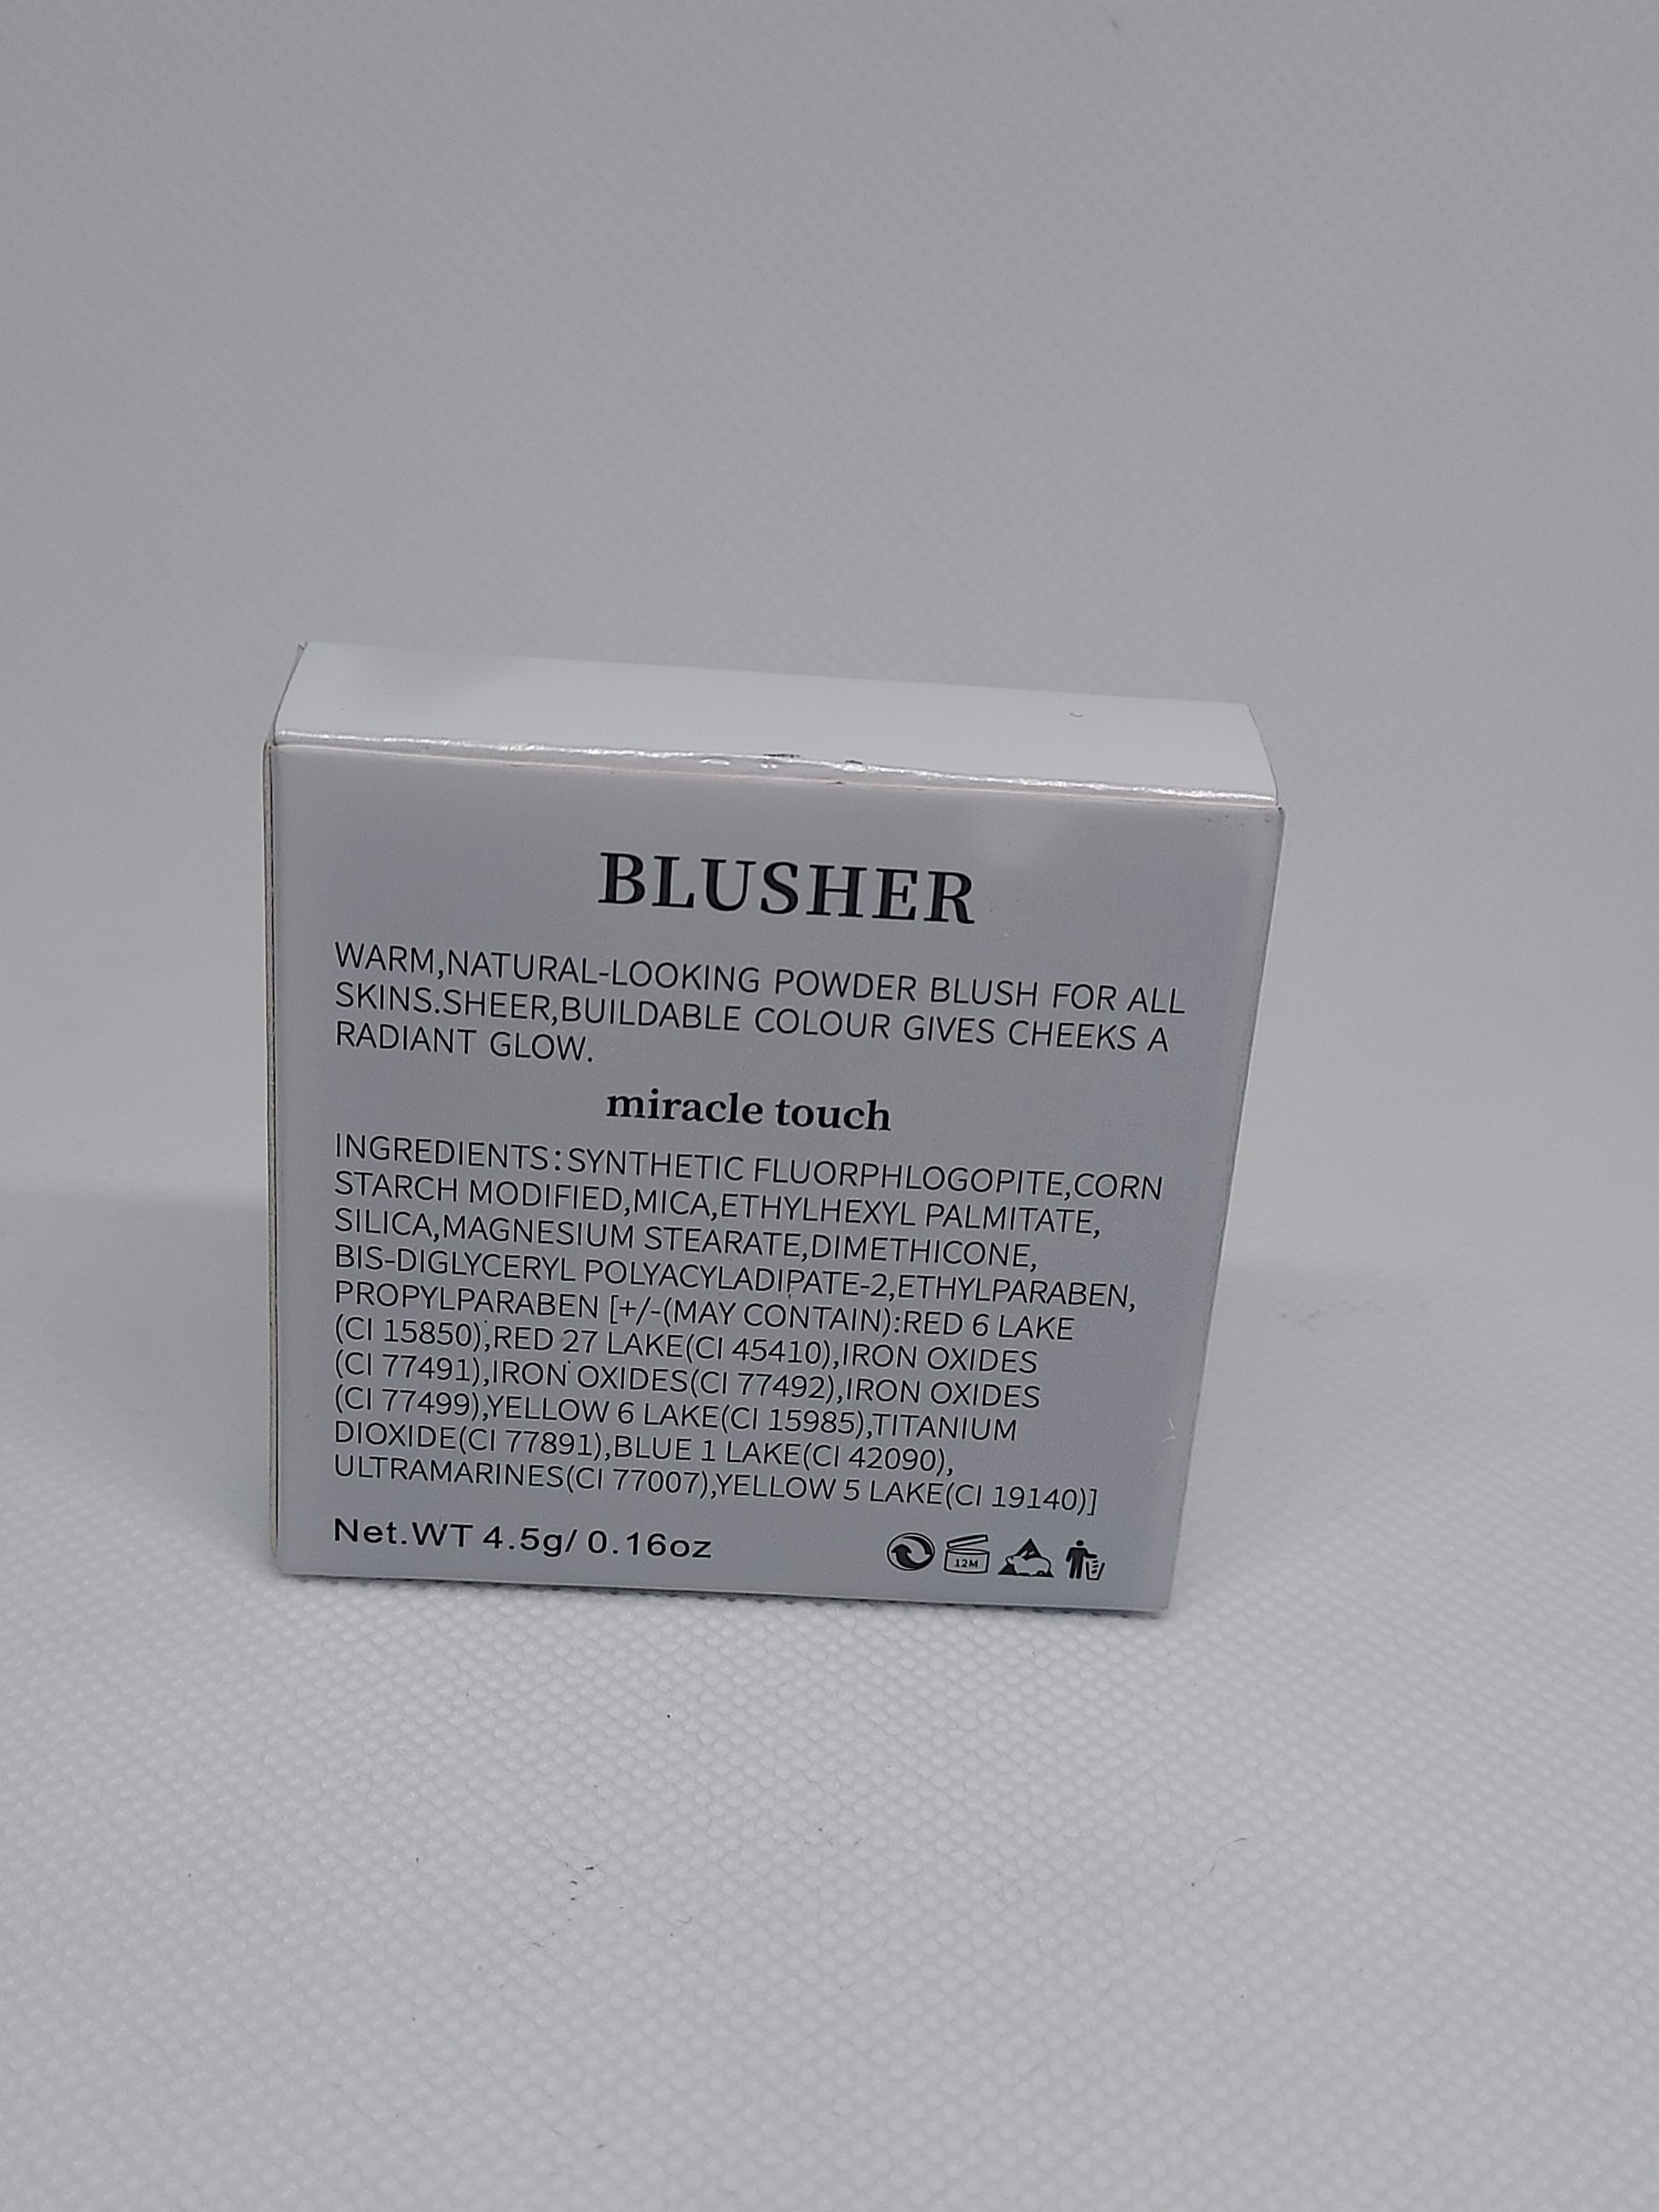 BLUSHER
WARM,NATURAL-LOOKING POWDER BLUSH FOR ALL
SKINS.SHEER,BUILDABLE COLOUR GIVES CHEEKS A
RADIANT GLOW.
miracle touch
INGREDIENTS:SYNTHETIC FLUORPHLOGOPITE,CORN
STARCH MODIFIED,MICA,ETHYLHEXYL PALMITATE,
SILICA,MAGNESIUM STEARATE,DIMETHICONE,
BIS-DIGLYCERYL POLYACYLADIPATE-2,ETHYLPARABEN,
PROPYLPARABEN [+/-(MAY CONTAIN):RED 6 LAKE
(CI 15850),RED 27 LAKE(CI 45410),IRON OXIDES
(CI 77491),IRON OXIDES(CI 77492),IRON OXIDES
(CI 77499),YELLOW 6 LAKE(CI 15985),TITANIUM
DIOXIDE(CI 77891),BLUE 1 LAKE(CI 42090),
ULTRAMARINES(CI 77007),YELLOW 5 LAKE(CI 19140)]
Net.WT 4.5g/ 0.16oz
12M